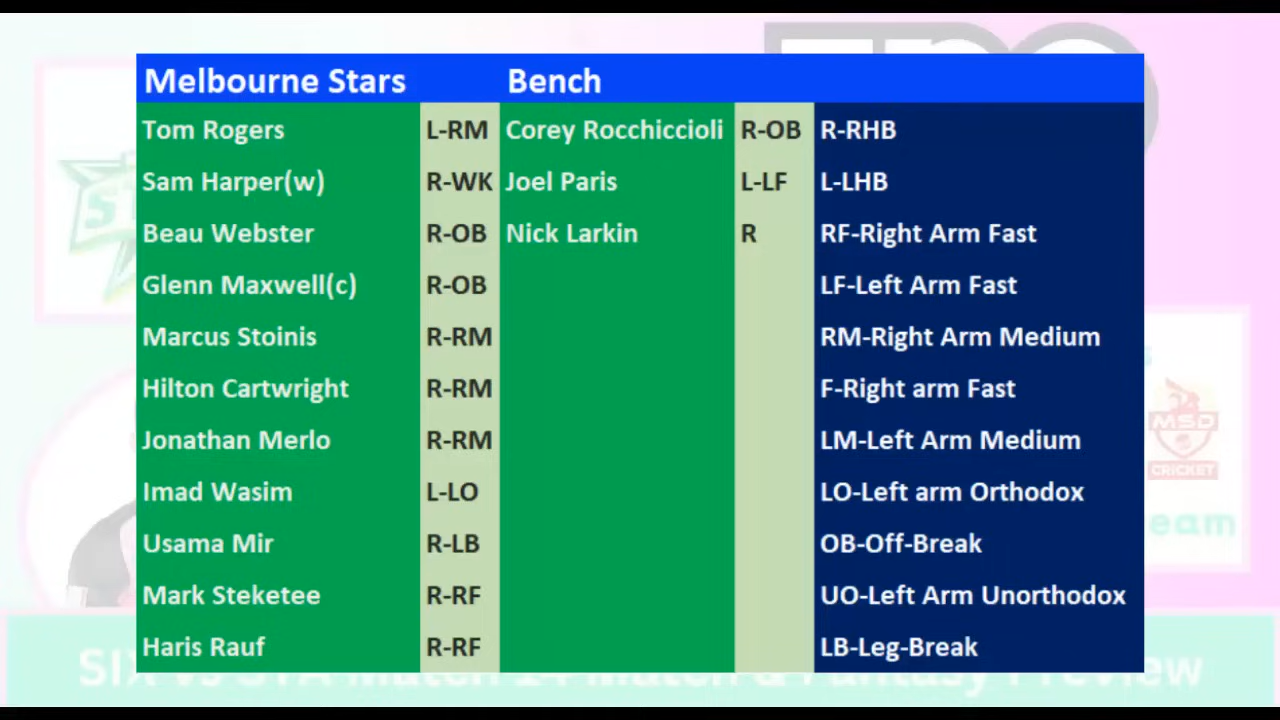 Melbourne Stars Bench
Tom Rogers L-RM Corey Rocchiccioli R-OB R-RHB
Sam Harper(w) R-WK Joel Paris L-LF L-LHB
Beau Webster R-OB Nick Larkin R RF-Right Arm Fast
Glenn Maxwell(c) R-OB LF-Left Arm Fast
Marcus Stoinis R-RM RM-Right Arm Medium
Hilton Cartwright R-RM F-Right arm Fast
Jonathan Merlo R-RM LM-Left Arm Medium
MSD
CRICKET
Imad Wasim L-LO LO-Left arm Orthodox
Usama Mir R-LB OB-Off-Break
Mark Steketee R-RF UO-Left Arm Unorthodox
Haris Rauf R-RF LB-Leg-Break